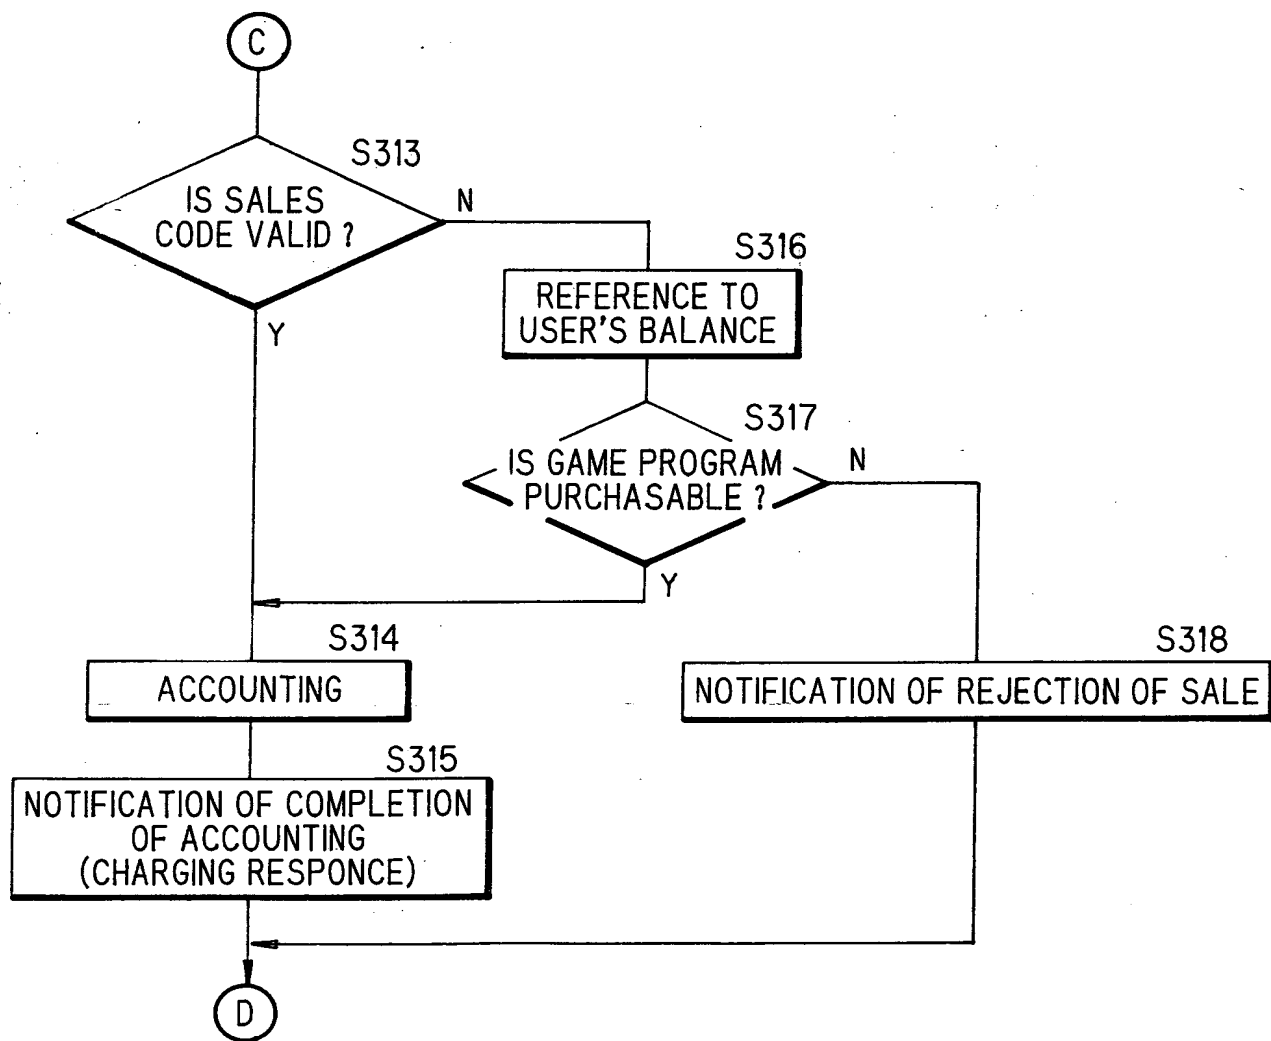 C
S313
IS SALES
CODE VALID ?
N
Y
S316
REFERENCE TO
USER'S BALANCE
S317
IS GAME PROGRAM
PURCHASABLE ?
N
Y
S314
ACCOUNTING
S318
NOTIFICATION OF REJECTION OF SALE
S315
NOTIFICATION OF COMPLETION
OF ACCOUNTING
(CHARGING RESPONCE)
D